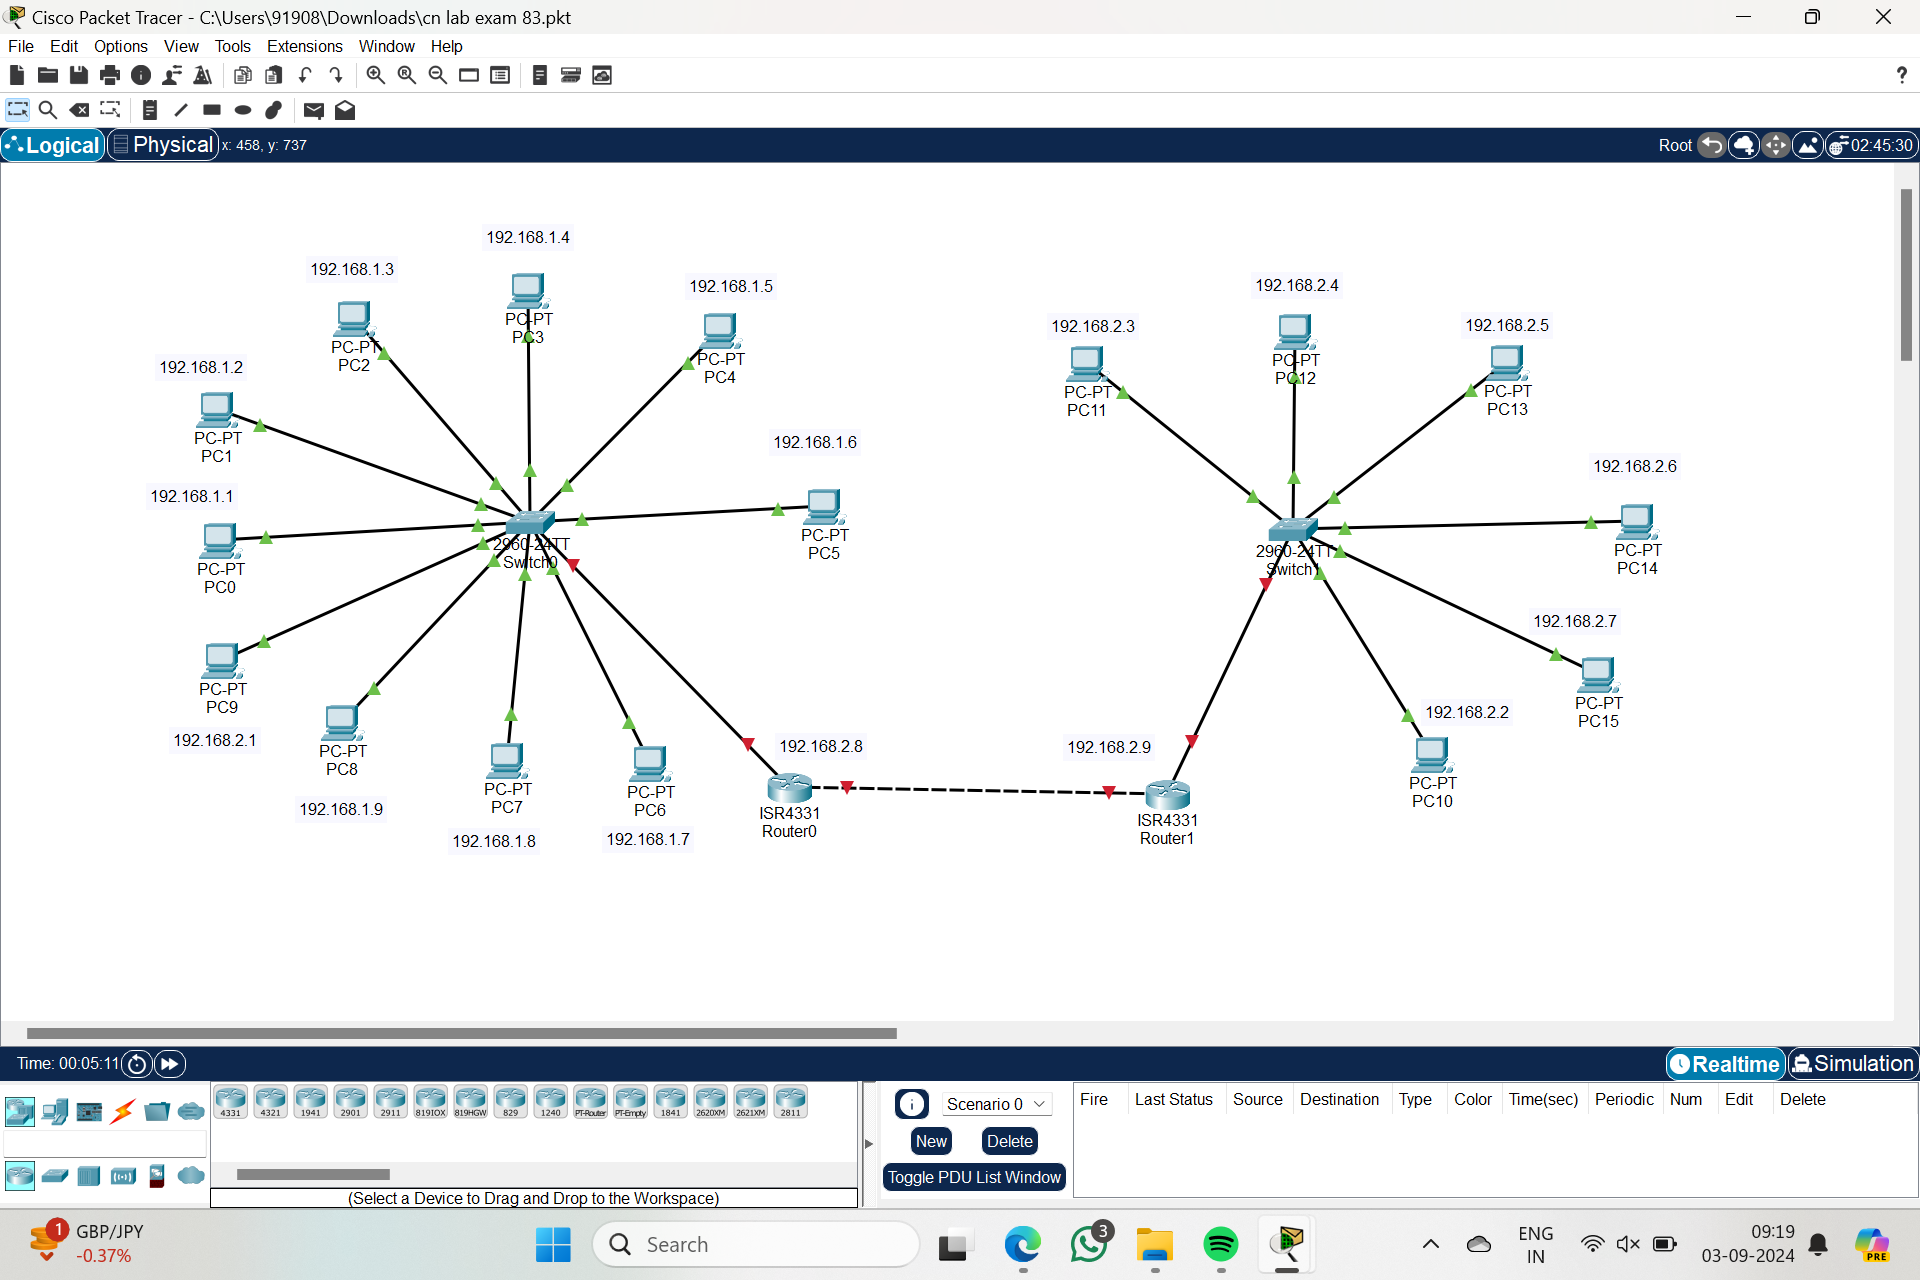 Cisco Packet Tracer - C:\Users\91908\Downloads\cn lab exam 83.pkt
File Edit Options View Tools Extensions Window Help
?
Logical Physical x: 458, y: 737 Root 02:45:30
192.168.1.4
192.168.1.3
192.168.1.5
192.168.2.4
PC-PT
PC3
192.168.2.3
192.168.2.5
PC-PT
PC2
PC-PT
PC4
192.168.1.2
PC-PT
PC12
PC-PT
PC11
PC-PT
PC13
PC-PT
PC1
192.168.1.6
192.168.2.6
192.168.1.1
PC-PT
PC5
2960-24TT
Switch0
2960-24TT
Switch1
PC-PT
PC14
PC-PT
PC0
192.168.2.7
PC-PT
PC9
PC-PT
PC15
192.168.2.2
192.168.2.1
PC-PT
PC8
192.168.2.8
192.168.2.9
PC-PT
PC7
PC-PT
PC6
PC-PT
PC10
192.168.1.9
ISR4331
Router0
ISR4331
Router1
192.168.1.8
192.168.1.7
Time: 00:05:11 Realtime Simulation
4331 4321 1941 2901 2911 819IOX 819HGW 829 1240 PT-Router PT-Empty 1841 2620XM 2621XM 2811
Scenario 0
New Delete
Toggle PDU List Window
Fire Last Status Source Destination Type Color Time(sec) Periodic Num Edit Delete
(Select a Device to Drag and Drop to the Workspace)
1 GBP/JPY
-0.37%
Search
3
ENG
IN
09:19
03-09-2024
PRE